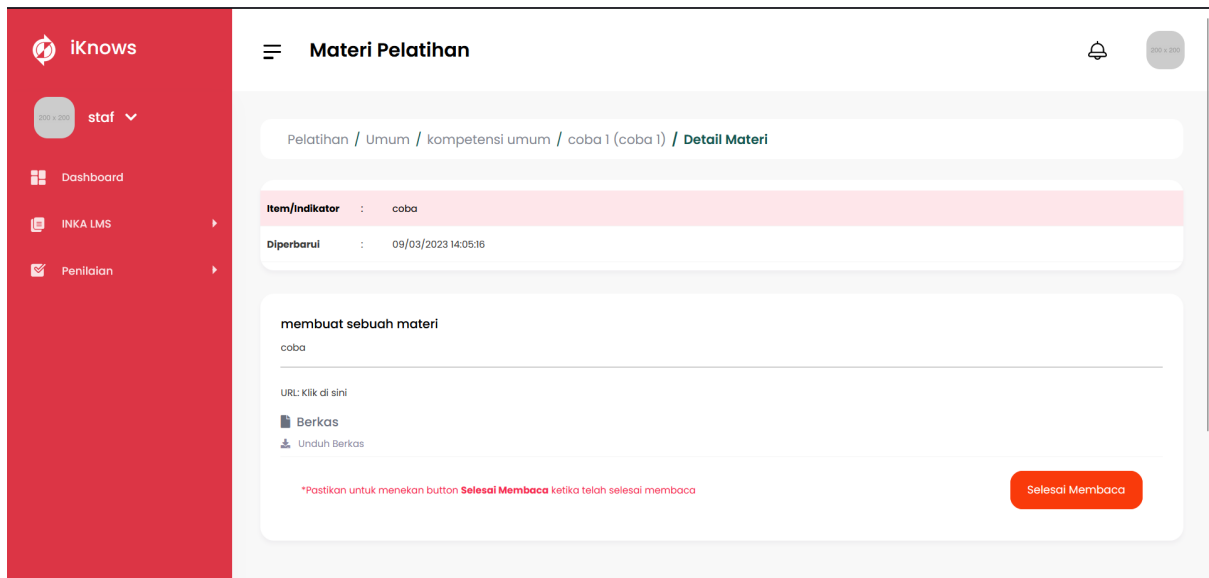 iKnows
Materi Pelatihan
200 x 200
200 x 200
staf
Pelatihan / Umum / kompetensi umum / coba 1 (coba 1) / Detail Materi
Dashboard
INKA LMS
Penilaian
Item/Indikator : coba
Diperbarui : 09/03/2023 14:05:16
membuat sebuah materi
coba
URL: Klik di sini
Berkas
Unduh Berkas
*Pastikan untuk menekan button Selesai Membaca ketika telah selesai membaca
Selesai Membaca